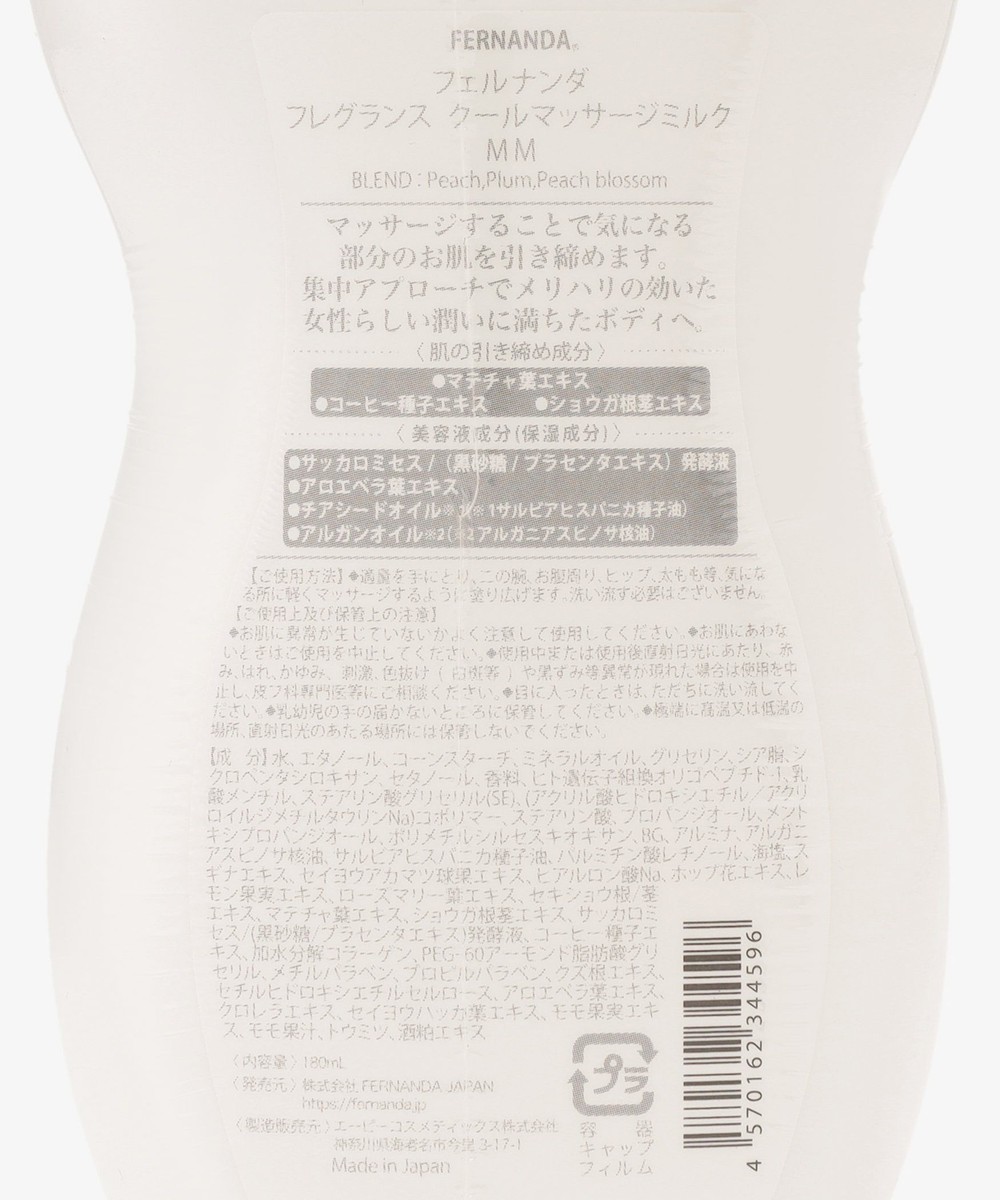 FERNANDA®
フェルナンダ
フレグランス クールマッサージミルク
MM
BLEND：Peach,Plum,Peach blossom
マッサージすることで気になる
部分のお肌を引き締めます。
集中アプローチでメリハリの効いた
女性らしい潤いに満ちたボディへ。
〈肌の引き締め成分〉
●マテチャ葉エキス
●コーヒー種子エキス ●ショウガ根茎エキス
〈美容液成分(保湿成分)〉
●サッカロミセス/（黒砂糖/プラセンタエキス）発酵液
●アロエベラ葉エキス
●チアシードオイル※1(※1サルビアヒスパニカ種子油)
●アルガンオイル※2(※2アルガニアスピノサ核油)
【ご使用方法】◆適量を手にとり、二の腕、お腹周り、ヒップ、太もも等、気にな
る所に軽くマッサージするように塗り広げます。洗い流す必要はございません。
【ご使用上及び保管上の注意】
◆お肌に異常が生じていないかよく注意して使用してください。◆お肌にあわな
いときはご使用を中止してください。◆使用中または使用後直射日光にあたり、赤
み、はれ、かゆみ、刺激、色抜け（白斑等）や黒ずみ等異常が現れた場合は使用を中
止し、皮フ科専門医等にご相談ください。◆目に入ったときは、ただちに洗い流してく
ださい。◆乳幼児の手の届かないところに保管してください。◆極端に高温又は低温の
場所、直射日光のあたる場所には保管しないでください。
【成 分】水、エタノール、コーンスターチ、ミネラルオイル、グリセリン、シア脂、シ
クロペンタシロキサン、セタノール、香料、ヒト遺伝子組換オリゴペプチド-1、乳
酸メンチル、ステアリン酸グリセリル(SE)、(アクリル酸ヒドロキシエチル／アクリ
ロイルジメチルタウリンNa)コポリマー、ステアリン酸、プロパンジオール、メント
キシプロパンジオール、ポリメチルシルセスキオキサン、BG、アルミナ、アルガニ
アスピノサ核油、サルビアヒスパニカ種子油、パルミチン酸レチノール、海塩、ス
ギナエキス、セイヨウアカマツ球果エキス、ヒアルロン酸Na、ホップ花エキス、レ
モン果実エキス、ローズマリー葉エキス、セキショウ根/茎
エキス、マテチャ葉エキス、ショウガ根茎エキス、サッカロミ
セス/(黒砂糖/プラセンタエキス)発酵液、コーヒー種子エ
キス、加水分解コラーゲン、PEG-60アーモンド脂肪酸グリ
セリル、メチルパラベン、プロピルパラベン、クズ根エキス、
セチルヒドロキシエチルセルロース、アロエベラ葉エキス、
クロレラエキス、セイヨウハッカ葉エキス、モモ果実エキ
ス、モモ果汁、トウミツ、酒粕エキス
〈内容量〉180mL
〈発売元〉株式会社 FERNANDA JAPAN
https://fernanda.jp
〈製造販売元〉エーピーコスメティックス株式会社
神奈川県海老名市今里3-17-1
Made in Japan
プラ
容 器
キャップ
フィルム
4 570162 344596